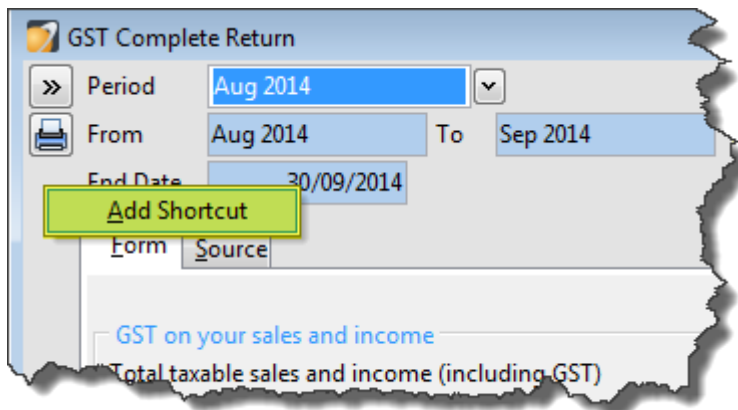 GST Complete Return
» Period Aug 2014
From Aug 2014 To Sep 2014
End Date 30/09/2014
Add Shortcut
Form Source
GST on your sales and income
Total taxable sales and income (including GST)